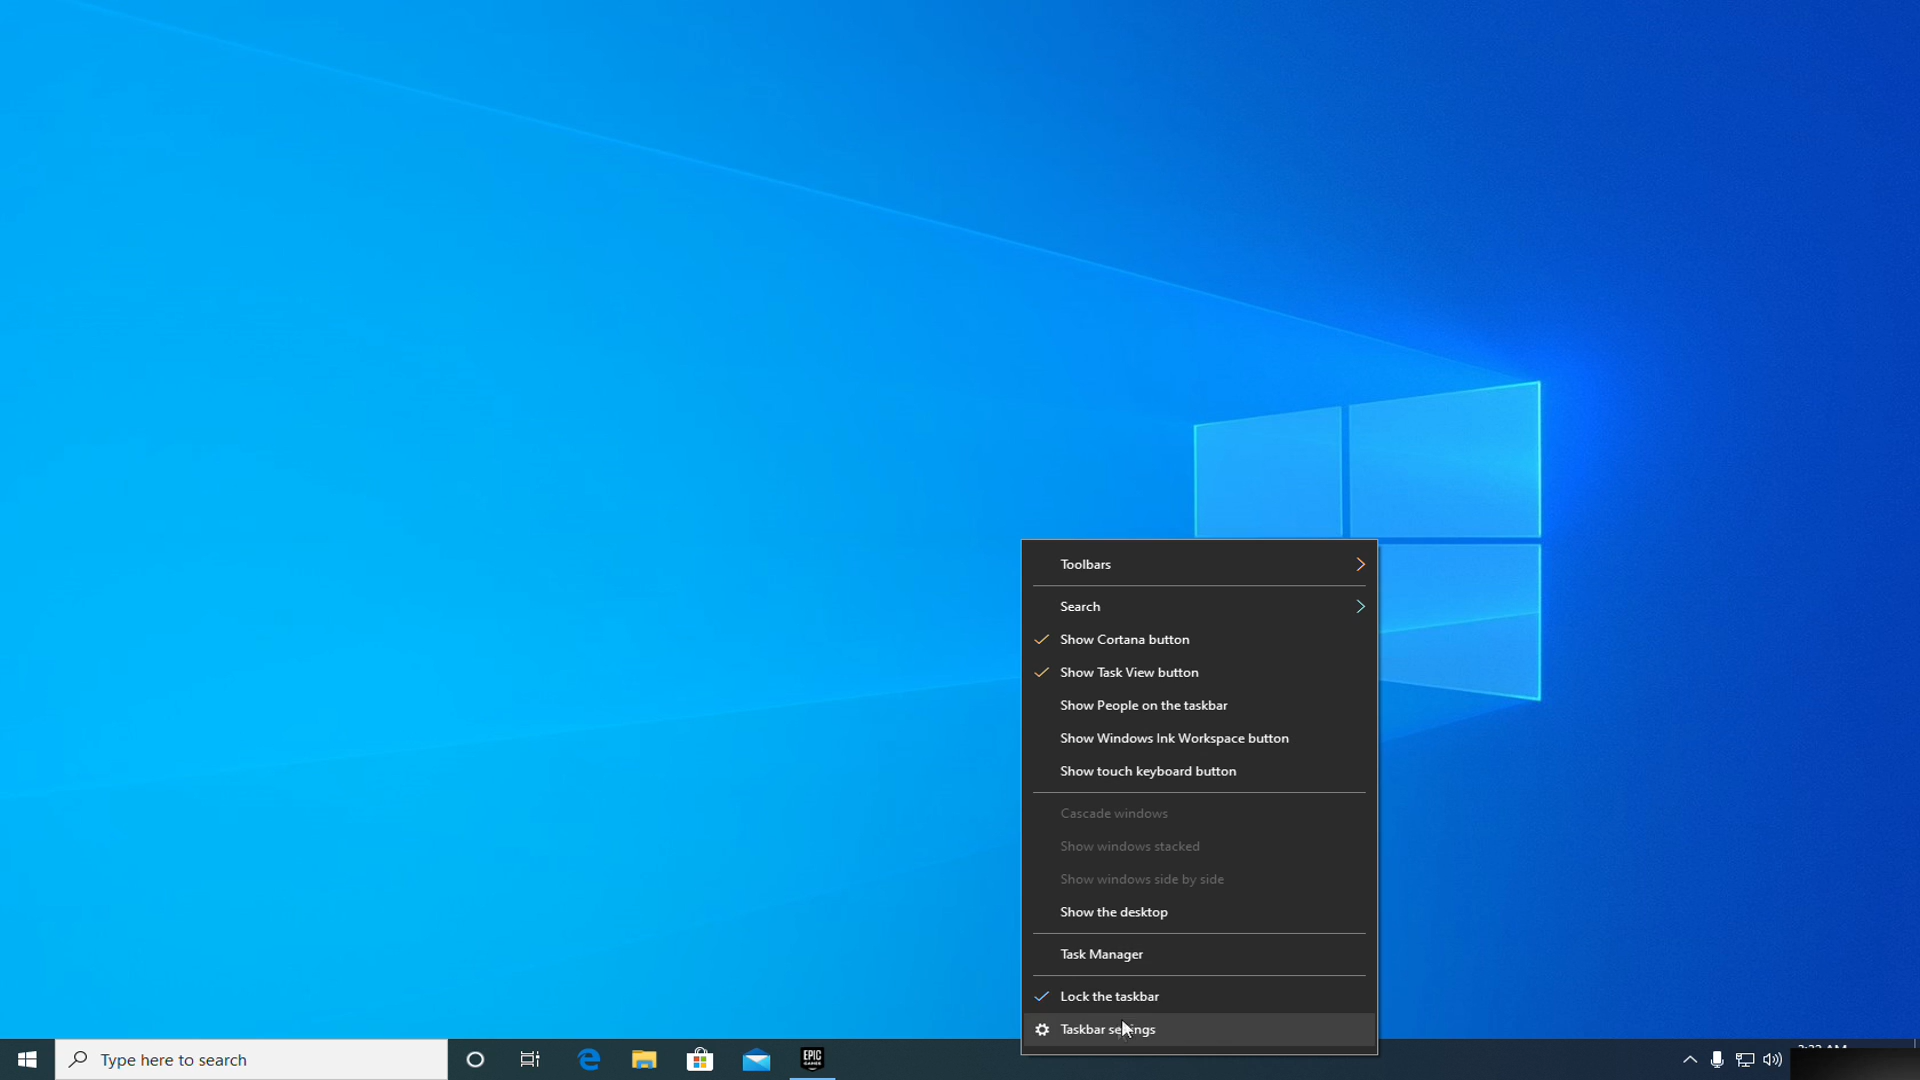 Toolbars
Search
Show Cortana button
Show Task View button
Show People on the taskbar
Show Windows Ink Workspace button
Show touch keyboard button
Cascade windows
Show windows stacked
Show windows side by side
Show the desktop
Task Manager
Lock the taskbar
Taskbar settings
Type here to search
EPIC
GAMES